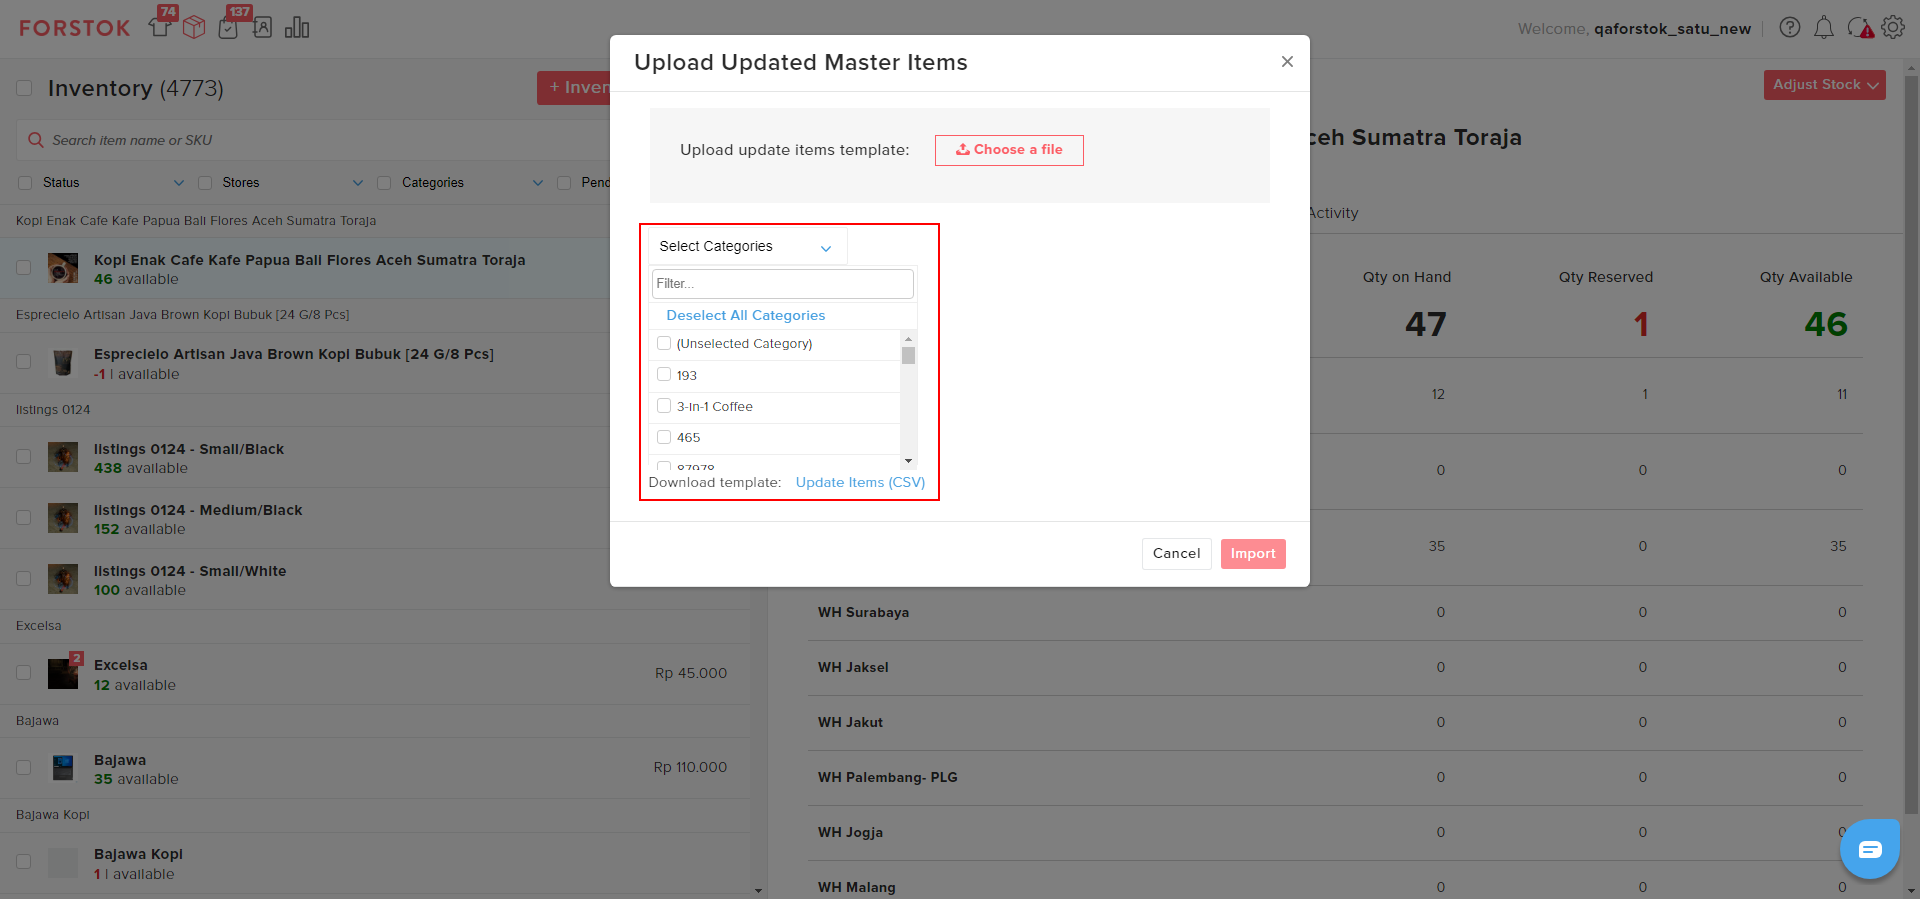 FORSTOK
74
137
Welcome, qaforstok_satu_new
Inventory (4773)
+ Inven
Search item name or SKU
Status
Stores
Categories
Pend
Kopi Enak Cafe Kafe Papua Bali Flores Aceh Sumatra Toraja
Kopi Enak Cafe Kafe Papua Bali Flores Aceh Sumatra Toraja
46 available
Esprecielo Artisan Java Brown Kopi Bubuk [24 G/8 Pcs]
Esprecielo Artisan Java Brown Kopi Bubuk [24 G/8 Pcs]
-1 | available
listings 0124
listings 0124 - Small/Black
438 available
listings 0124 - Medium/Black
152 available
listings 0124 - Small/White
100 available
Excelsa
2
Excelsa
12 available
Rp 45.000
Bajawa
Bajawa
35 available
Rp 110.000
Bajawa Kopi
Bajawa Kopi
1 | available
Upload Updated Master Items
×
Upload update items template:
Choose a file
Select Categories
Filter...
Deselect All Categories
(Unselected Category)
193
3-in-1 Coffee
465
87978
Download template: Update Items (CSV)
Cancel
Import
Adjust Stock
ceh Sumatra Toraja
Activity
Qty on Hand Qty Reserved Qty Available
47 1 46
12 1 11
0 0 0
35 0 35
WH Surabaya 0 0 0
WH Jaksel 0 0 0
WH Jakut 0 0 0
WH Palembang- PLG 0 0 0
WH Jogja 0 0 0
WH Malang 0 0 0